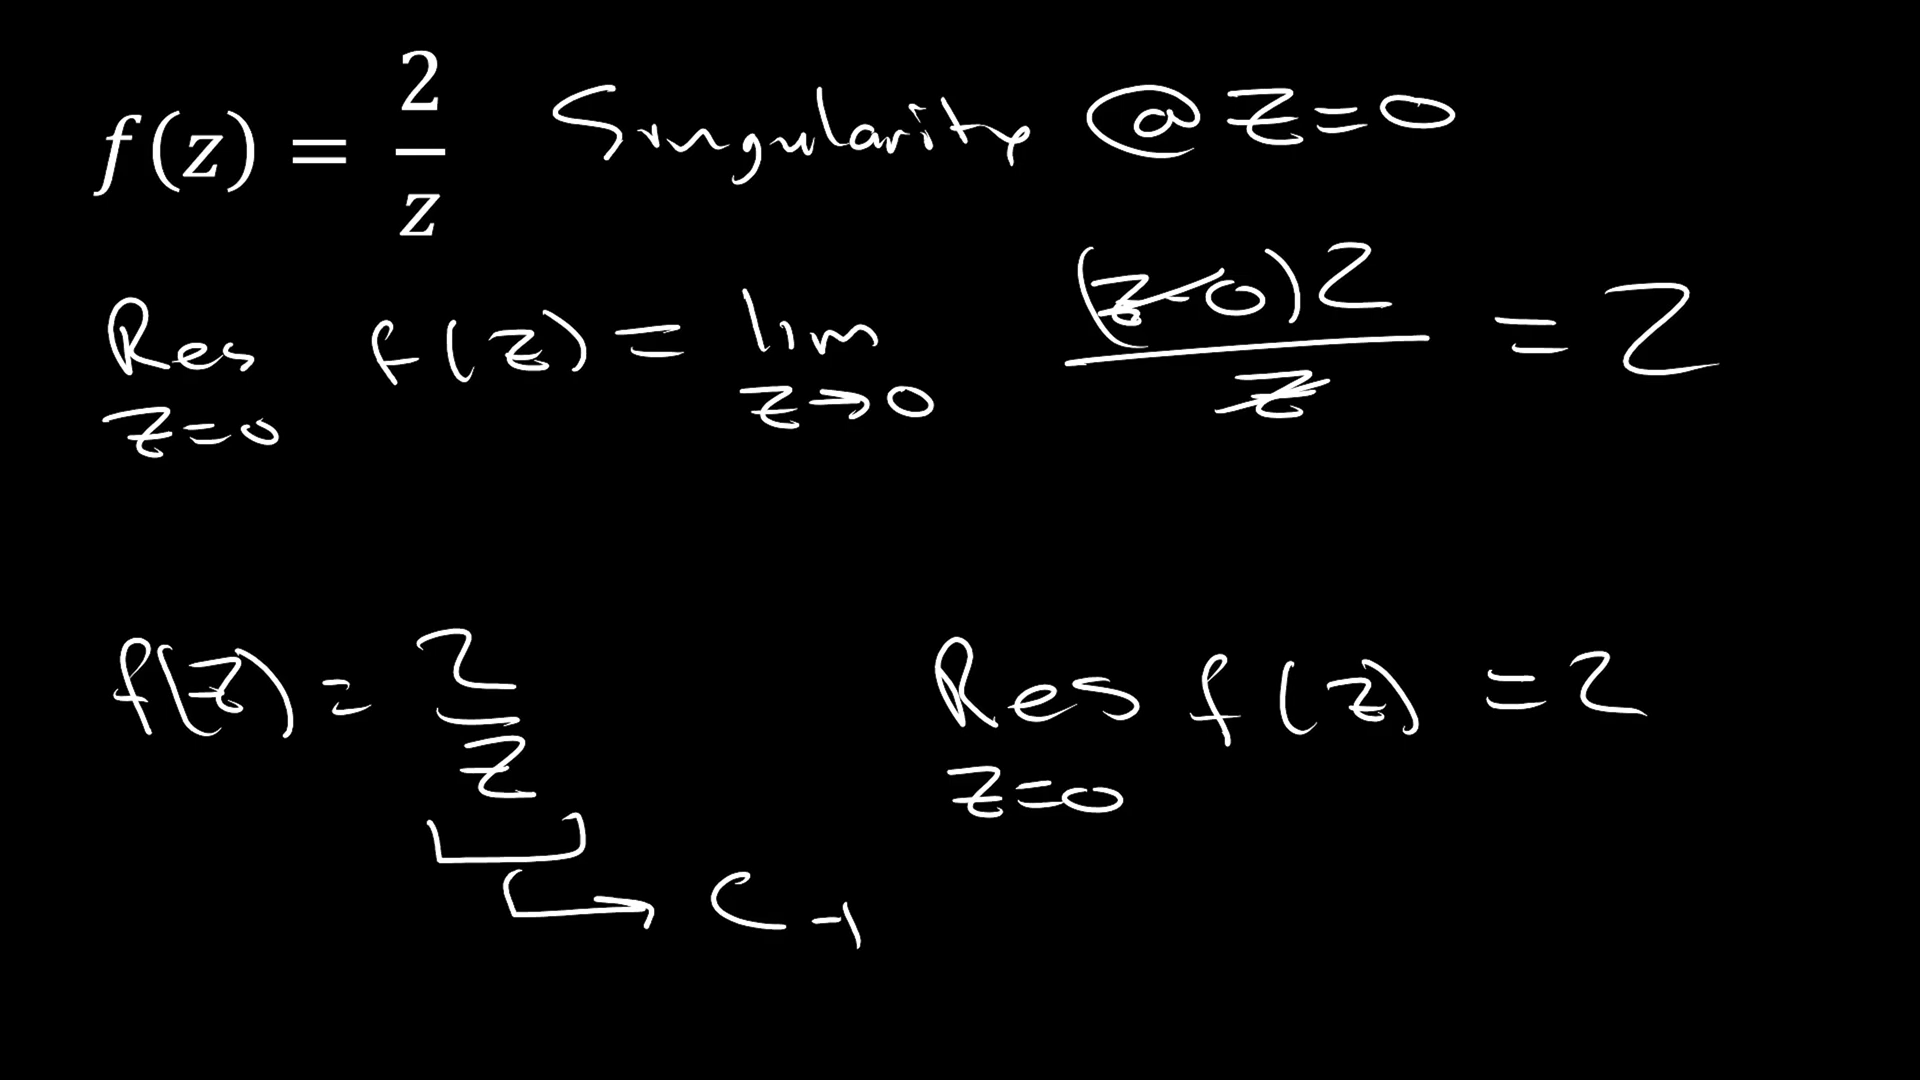 f(z) = 2/z Singularity @ z=0
Res f(z) = lim (z-0)2/z = 2
z=0 z→0
f(z) = 2/z Res f(z) = 2
z=0
C-1